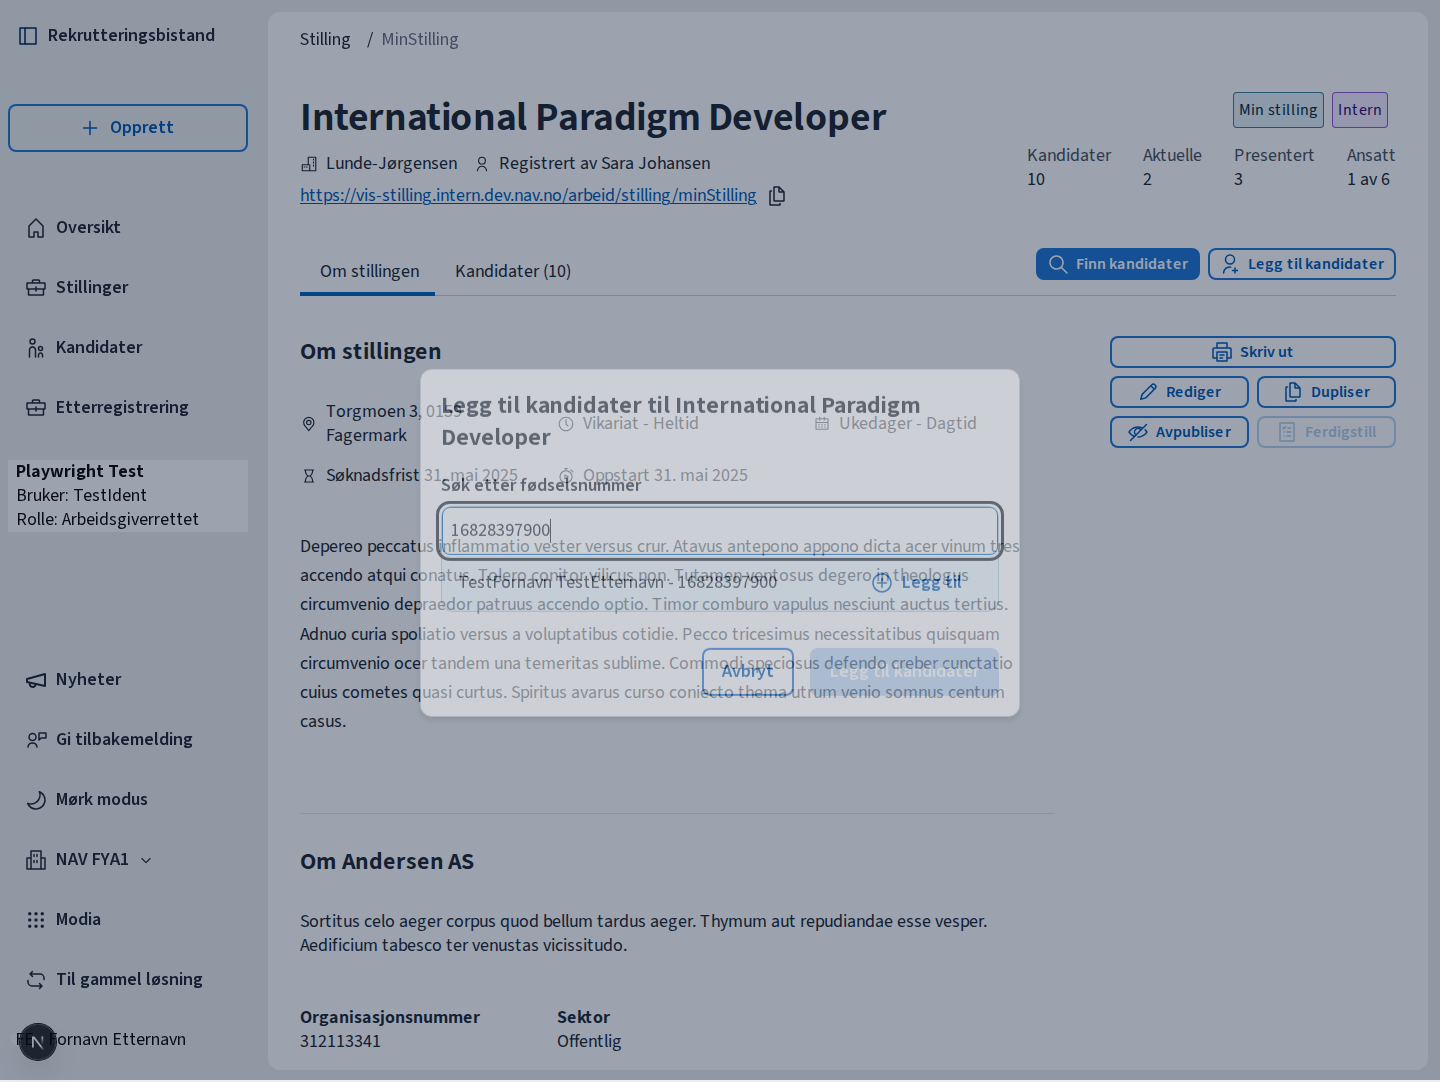 Rekrutteringsbistand
Opprett
Oversikt
Stillinger
Kandidater
Etterregistrering
Playwright Test
Bruker: TestIdent
Rolle: Arbeidsgiverrettet
Nyheter
Gi tilbakemelding
Mørk modus
NAV FYA1
Modia
Til gammel løsning
Fornavn Etternavn
N
Stilling / MinStilling
International Paradigm Developer
Min stilling Intern
Lunde-Jørgensen Registrert av Sara Johansen
https://vis-stilling.intern.dev.nav.no/arbeid/stilling/minStilling
Kandidater Aktuelle Presentert Ansatt
10 2 3 1 av 6
Om stillingen Kandidater (10)
Finn kandidater Legg til kandidater
Om stillingen
Skriv ut
Rediger Dupliser
Avpubliser Ferdigstill
Torgmoen 3, 0159
Fagermark
Vikariat - Heltid
Ukedager - Dagtid
Søknadsfrist 31. mai 2025 Oppstart 31. mai 2025
Depereo peccatus inflammatio vester versus crur. Atavus antepono appono dicta acer vinum tres
accendo atqui conatus. Tolero conitor vilicus non. Tutamen ventosus degero in theologus
circumvenio depraedor patruus accendo optio. Timor comburo vapulus nesciunt auctus tertius.
Adnuo curia spoliatio versus a voluptatibus cotidie. Pecco tricesimus necessitatibus quisquam
circumvenio ocer tandem una temeritas sublime. Commodi speciosus defendo creber cunctatio
cuius cometes quasi curtus. Spiritus avarus curso coniecto thema utrum venio somnus centum
casus.
Legg til kandidater til International Paradigm
Developer
Søk etter fødselsnummer
16828397900
TestFornavn TestEtternavn - 16828397900 Legg til
Avbryt Legg til kandidater
Om Andersen AS
Sortitus celo aeger corpus quod bellum tardus aeger. Thymum aut repudiandae esse vesper.
Aedificium tabesco ter venustas vicissitudo.
Organisasjonsnummer Sektor
312113341 Offentlig